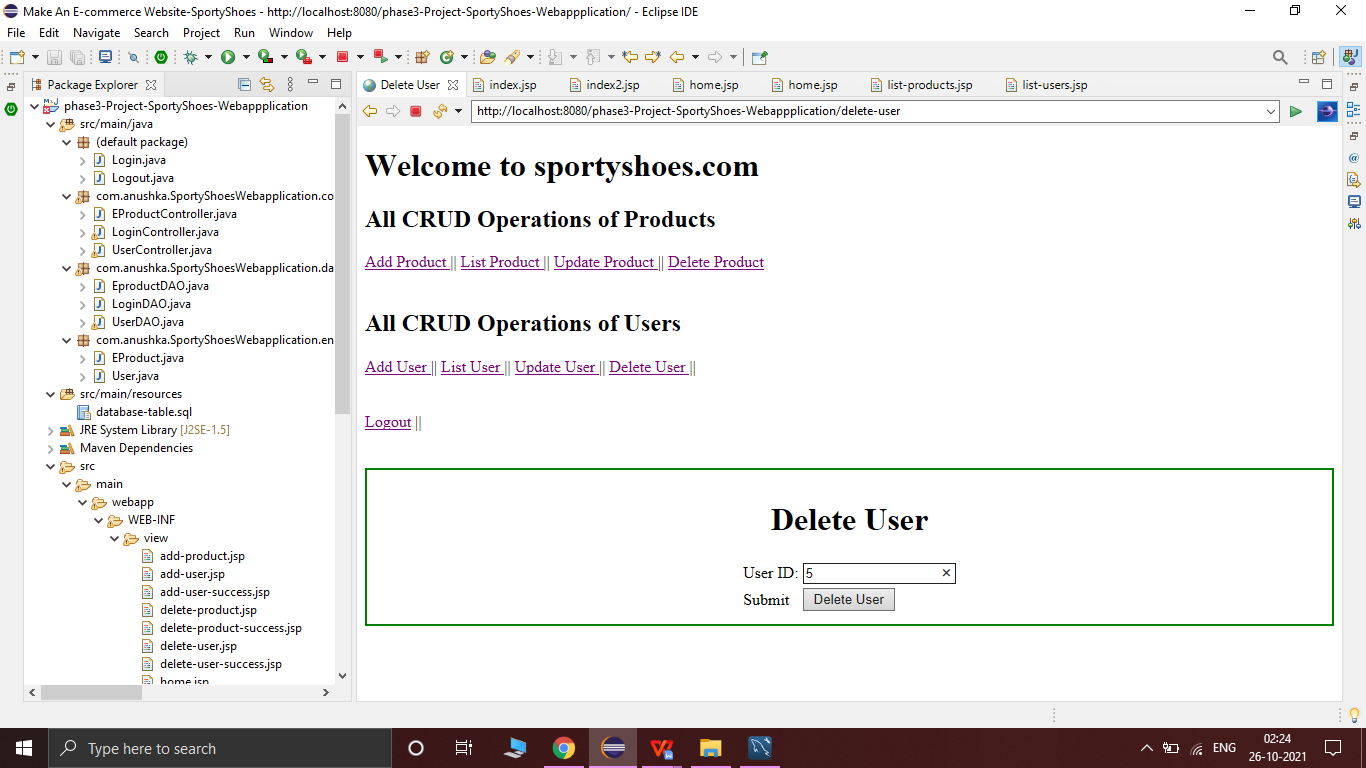 Make An E-commerce Website-SportyShoes - http://localhost:8080/phase3-Project-SportyShoes-Webappplication/ - Eclipse IDE
File Edit Navigate Search Project Run Window Help
Package Explorer
Delete User index.jsp index2.jsp home.jsp home.jsp list-products.jsp list-users.jsp
http://localhost:8080/phase3-Project-SportyShoes-Webappplication/delete-user
phase3-Project-SportyShoes-Webappplication
src/main/java
(default package)
Login.java
Logout.java
com.anushka.SportyShoesWebapplication.co
EProductController.java
LoginController.java
UserController.java
com.anushka.SportyShoesWebapplication.da
EproductDAO.java
LoginDAO.java
UserDAO.java
com.anushka.SportyShoesWebapplication.en
EProduct.java
User.java
src/main/resources
database-table.sql
JRE System Library [J2SE-1.5]
Maven Dependencies
src
main
webapp
WEB-INF
view
add-product.jsp
add-user.jsp
add-user-success.jsp
delete-product.jsp
delete-product-success.jsp
delete-user.jsp
delete-user-success.jsp
home.jsp
Welcome to sportyshoes.com
All CRUD Operations of Products
Add Product || List Product || Update Product || Delete Product
All CRUD Operations of Users
Add User || List User || Update User || Delete User ||
Logout ||
Delete User
User ID: 5
Submit Delete User
Type here to search
ENG
02:24
26-10-2021